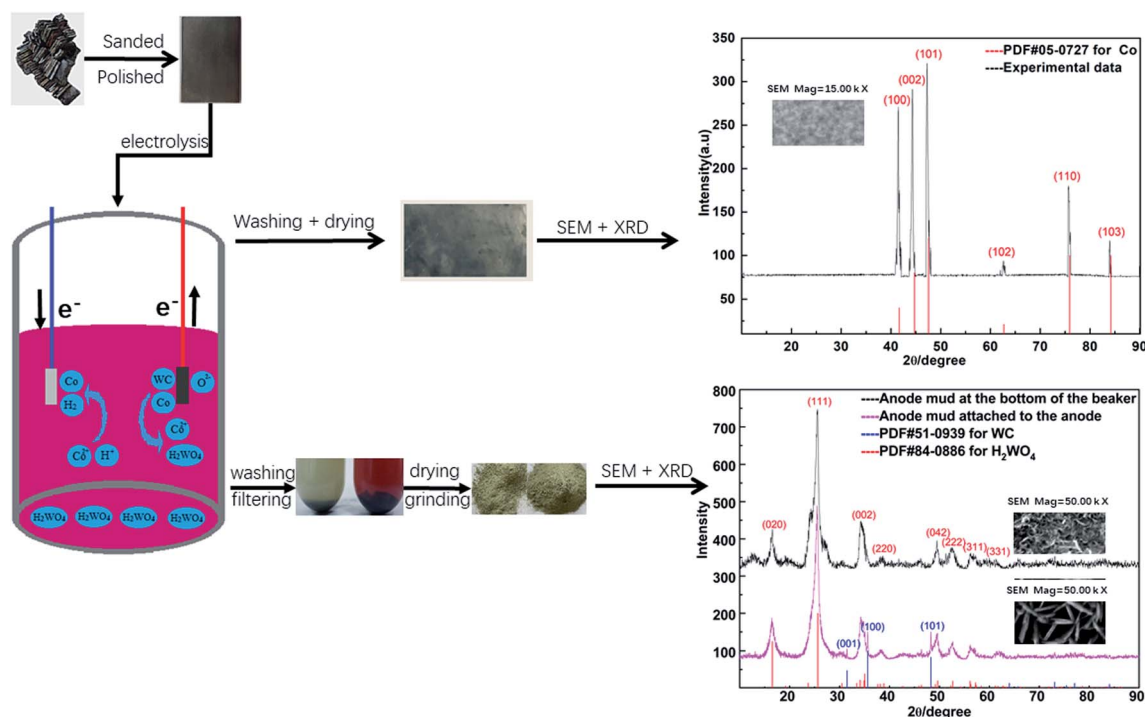 Sanded
Polished
electrolysis
Washing + drying
SEM + XRD
e-
e-
Co
H2
WC
O2-
Co
Co
H+
H2WO4
H2WO4
H2WO4
H2WO4
H2WO4
washing
filtering
drying
grinding
SEM + XRD
350
300
250
200
150
100
50
Intensity(a.u)
PDF#05-0727 for Co
Experimental data
SEM Mag=15.00 k X
(100)
(002)
(101)
(102)
(110)
(103)
20 30 40 50 60 70 80 90
2θ/degree
800
700
600
500
400
300
200
100
0
Intensity
Anode mud at the bottom of the beaker
Anode mud attached to the anode
PDF#51-0939 for WC
PDF#84-0886 for H2WO4
SEM Mag=50.00 k X
SEM Mag=50.00 k X
(020)
(111)
(002)
(220)
(042)
(222)
(311)
(331)
(001)
(100)
(101)
20 30 40 50 60 70 80 90
2θ/degree